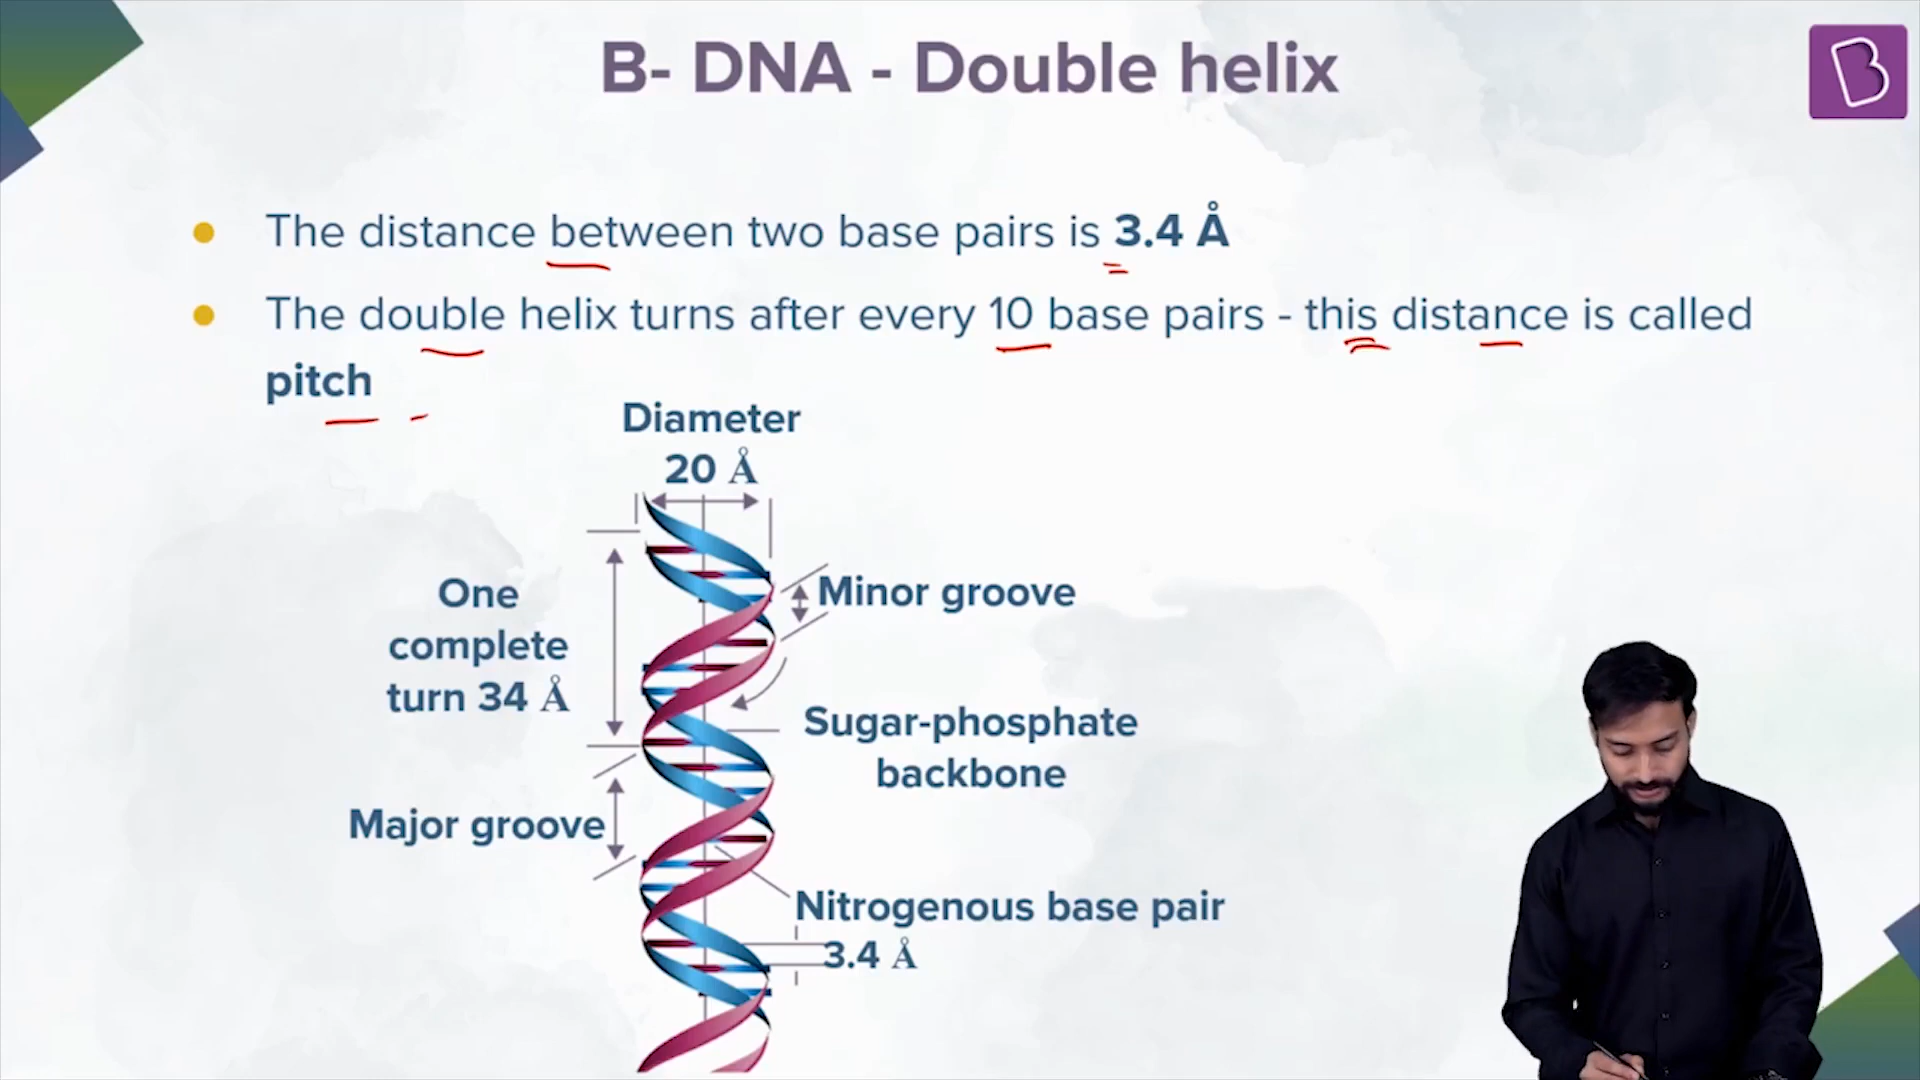 B- DNA - Double helix
B
The distance between two base pairs is 3.4 Å
The double helix turns after every 10 base pairs - this distance is called
pitch
Diameter
20 Å
One
complete
turn 34 Å
Minor groove
Sugar-phosphate
backbone
Major groove
Nitrogenous base pair
3.4 Å